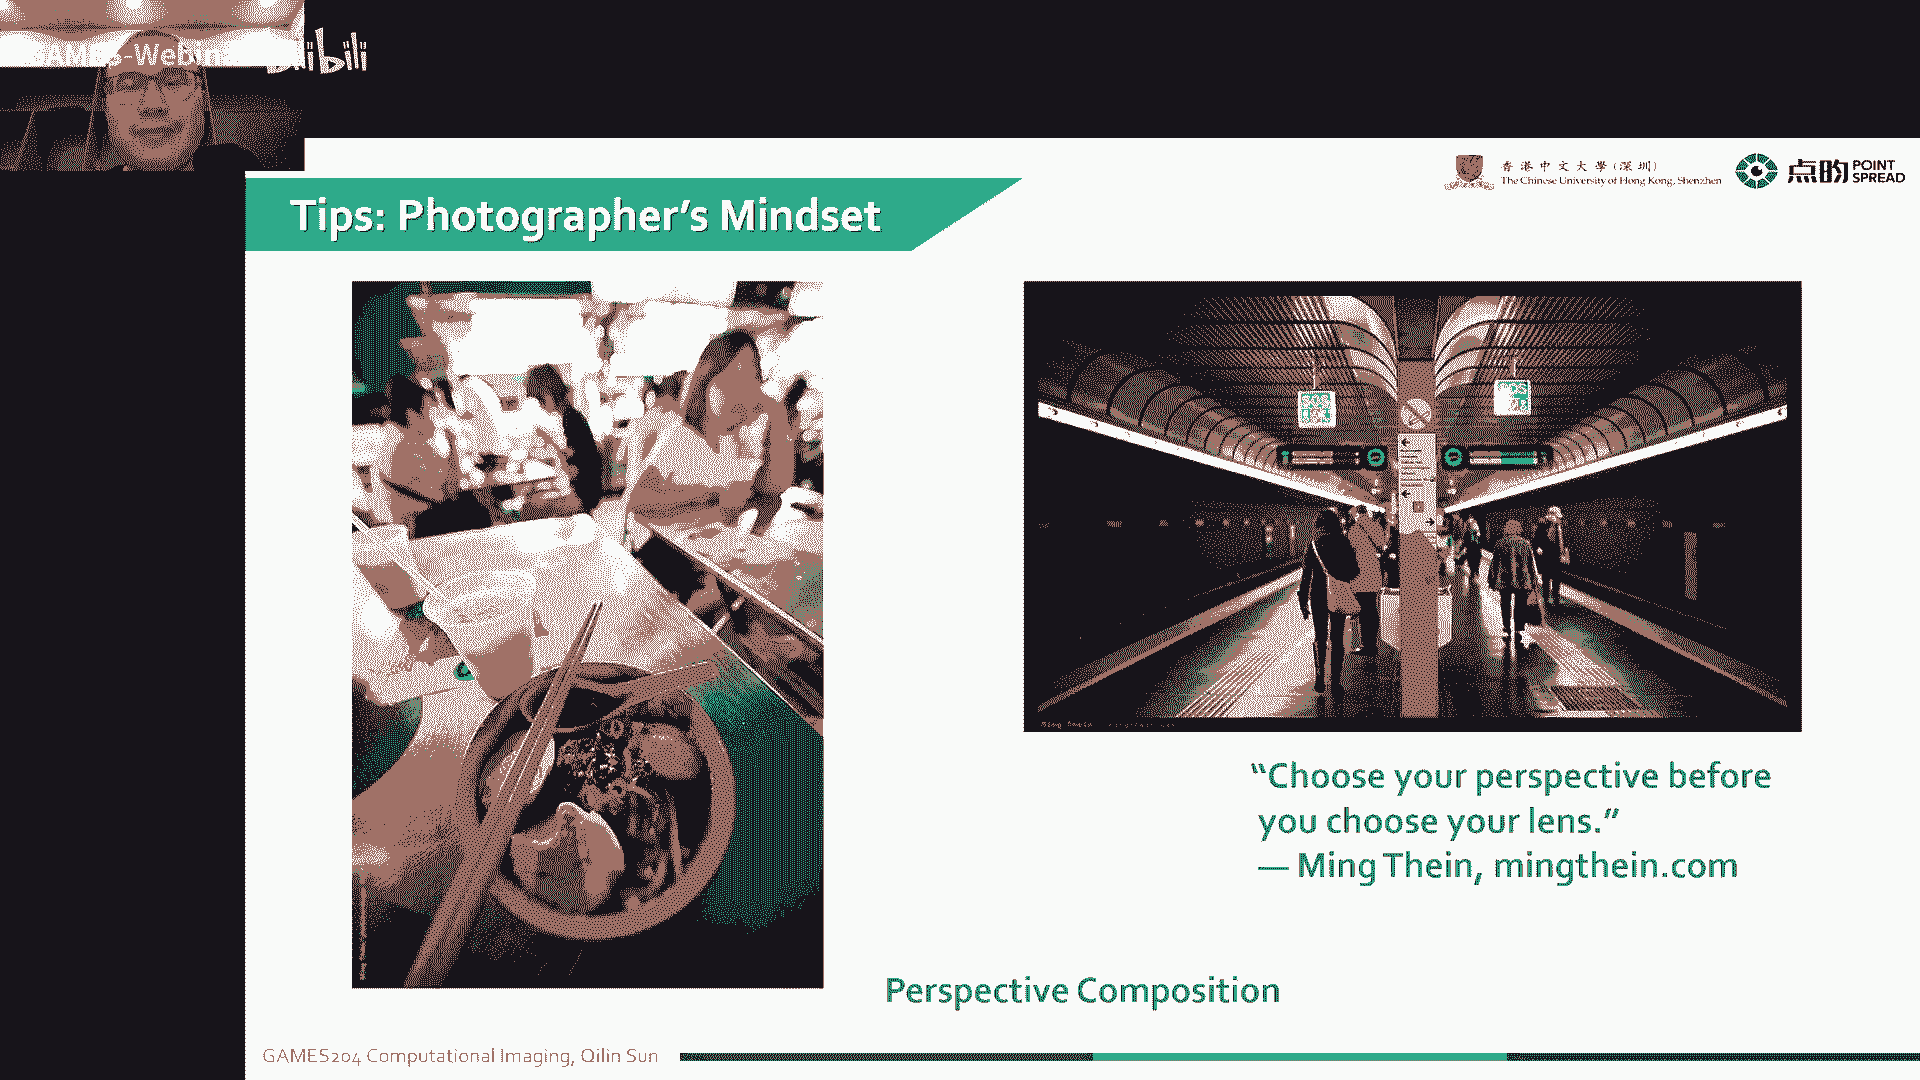 GAMES-Webin
bilibili
香港中文大學(深圳)
The Chinese University of Hong Kong, Shenzhen
点昀 POINT
SPREAD
Tips: Photographer’s Mindset
SOS
“Choose your perspective before
you choose your lens.”
— Ming Thein, mingthein.com
Perspective Composition
GAMES204 Computational Imaging, Qilin Sun